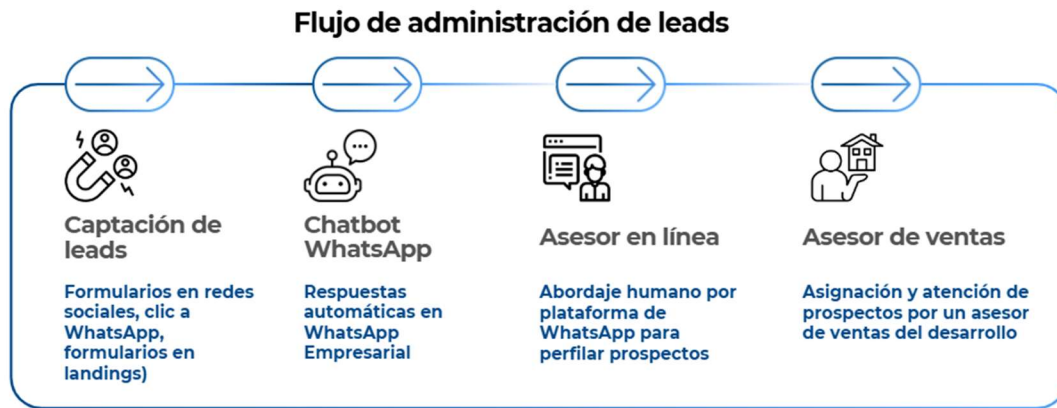 Flujo de administración de leads
Captación de
leads
Formularios en redes
sociales, clic a
WhatsApp,
formularios en
landings)
Chatbot
WhatsApp
Respuestas
automáticas en
WhatsApp
Empresarial
Asesor en línea
Abordaje humano por
plataforma de
WhatsApp para
perfilar prospectos
Asesor de ventas
Asignación y atención de
prospectos por un asesor
de ventas del desarrollo